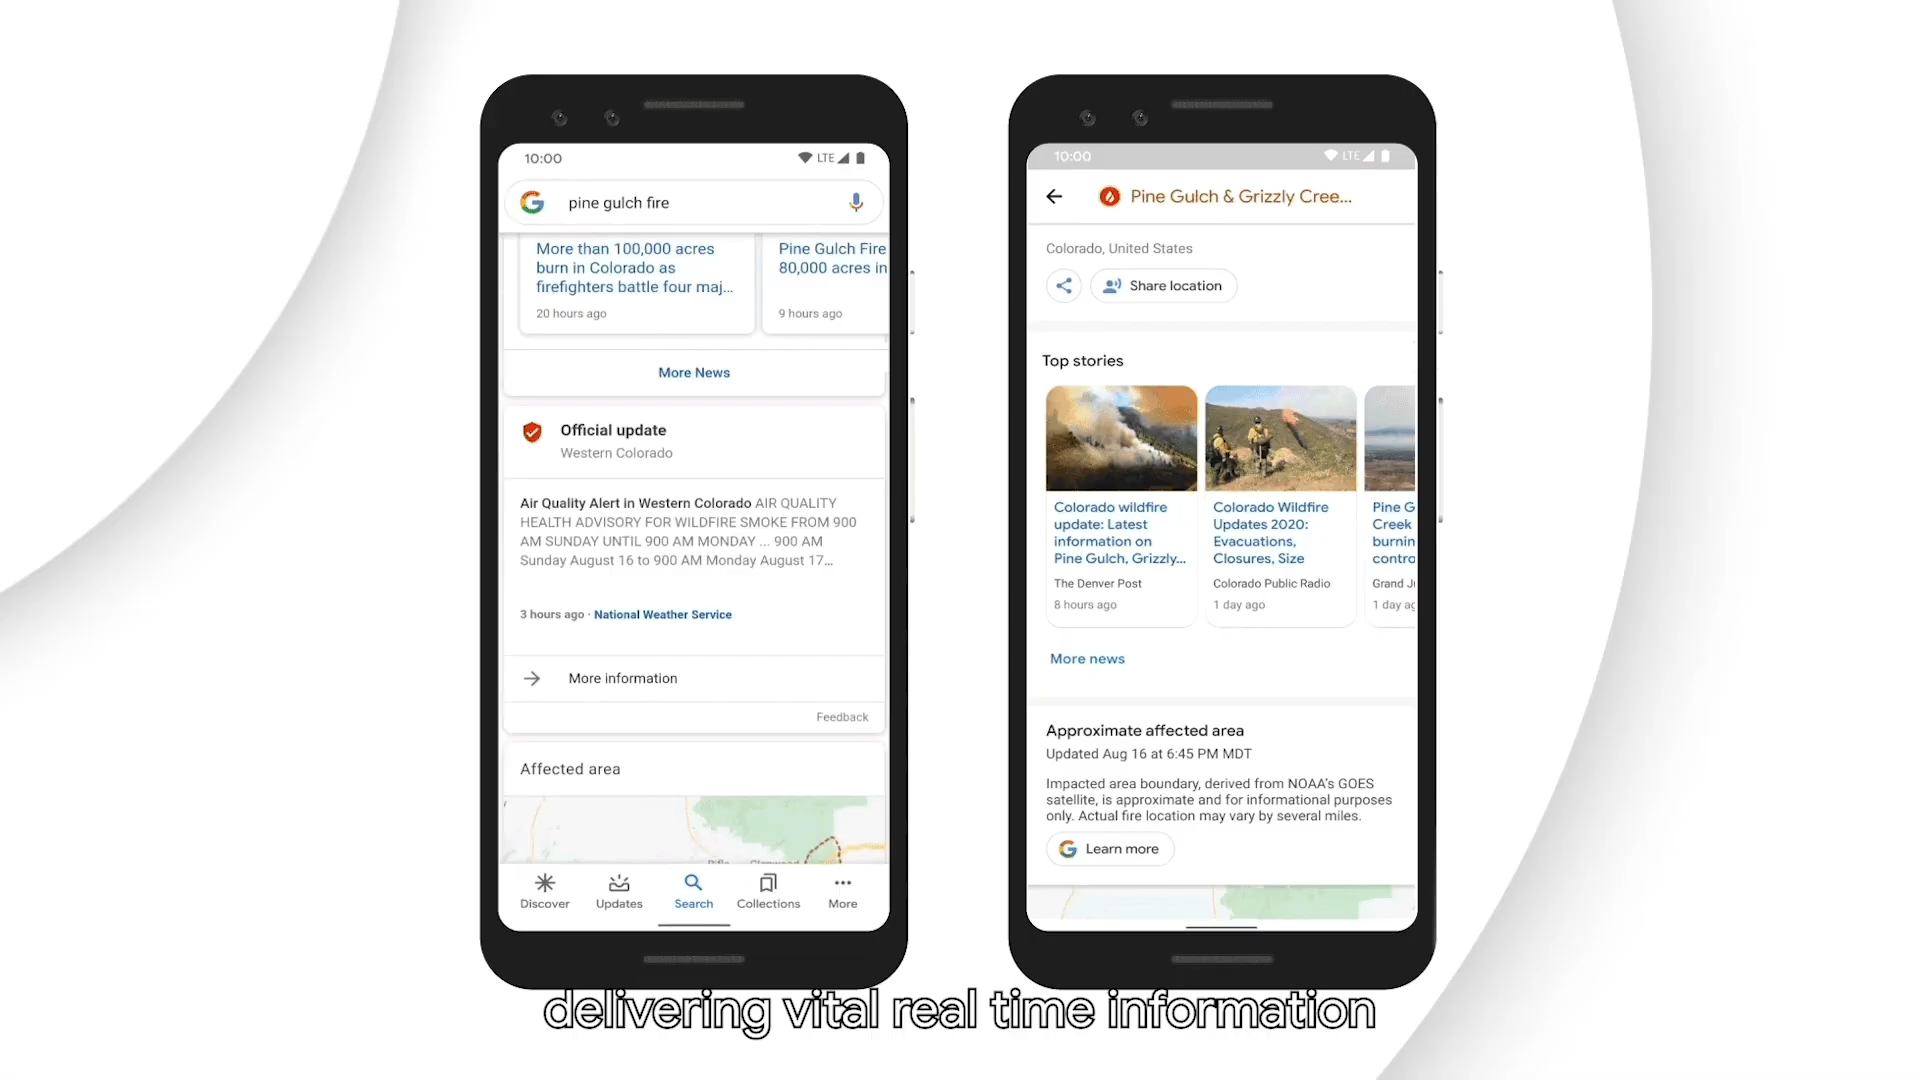 10:00
LTE
pine gulch fire
More than 100,000 acres
burn in Colorado as
firefighters battle four maj...
20 hours ago
Pine Gulch Fire
80,000 acres in
9 hours ago
More News
Official update
Western Colorado
Air Quality Alert in Western Colorado AIR QUALITY
HEALTH ADVISORY FOR WILDFIRE SMOKE FROM 900
AM SUNDAY UNTIL 900 AM MONDAY ... 900 AM
Sunday August 16 to 900 AM Monday August 17...
3 hours ago · National Weather Service
More information
Feedback
Affected area
Discover
Updates
Search
Collections
More
10:00
LTE
Pine Gulch & Grizzly Cree...
Colorado, United States
Share location
Top stories
Colorado wildfire
update: Latest
information on
Pine Gulch, Grizzly...
The Denver Post
8 hours ago
Colorado Wildfire
Updates 2020:
Evacuations,
Closures, Size
Colorado Public Radio
1 day ago
Pine G
Creek
burnin
contro
Grand Ju
1 day ag
More news
Approximate affected area
Updated Aug 16 at 6:45 PM MDT
Impacted area boundary, derived from NOAA's GOES
satellite, is approximate and for informational purposes
only. Actual fire location may vary by several miles.
Learn more
delivering vital real time information